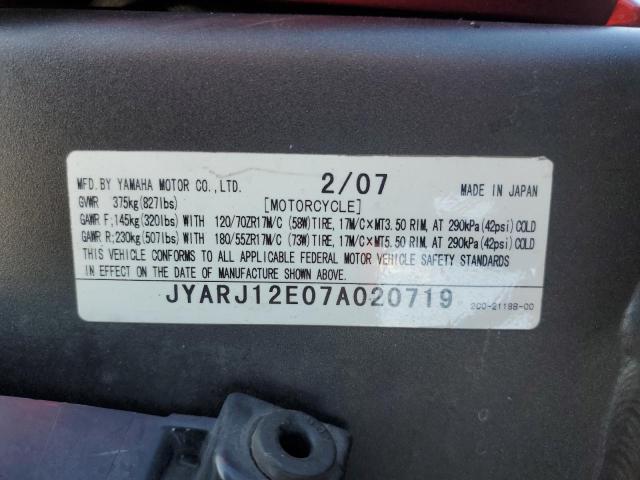 MFD.BY YAMAHA MOTOR CO.,LTD. 2/07 MADE IN JAPAN
GVWR 375kg(827lbs) [MOTORCYCLE]
GAWR F;145kg(320lbs) WITH 120/70ZR17M/C (58W)TIRE, 17M/C×MT3.50 RIM, AT 290kPa(42psi)COLD
GAWR R;230kg(507lbs) WITH 180/55ZR17M/C (73W)TIRE, 17M/C×MT5.50 RIM, AT 290kPa(42psi)COLD
THIS VEHICLE CONFORMS TO ALL APPLICABLE FEDERAL MOTOR VEHICLE SAFETY STANDARDS
IN EFFECT ON THE DATE OF MANUFACTURE SHOWN ABOVE.
JYARJ12E07A020719 2C0-2118B-00